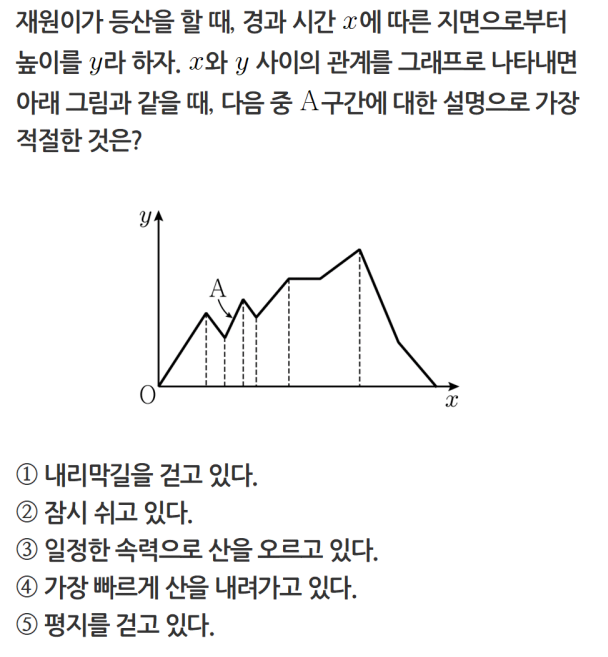 재원이가 등산을 할 때, 경과 시간 x에 따른 지면으로부터
높이를 y라 하자. x와 y 사이의 관계를 그래프로 나타내면
아래 그림과 같을 때, 다음 중 A구간에 대한 설명으로 가장
적절한 것은?
y
A
O
x
① 내리막길을 걷고 있다.
② 잠시 쉬고 있다.
③ 일정한 속력으로 산을 오르고 있다.
④ 가장 빠르게 산을 내려가고 있다.
⑤ 평지를 걷고 있다.